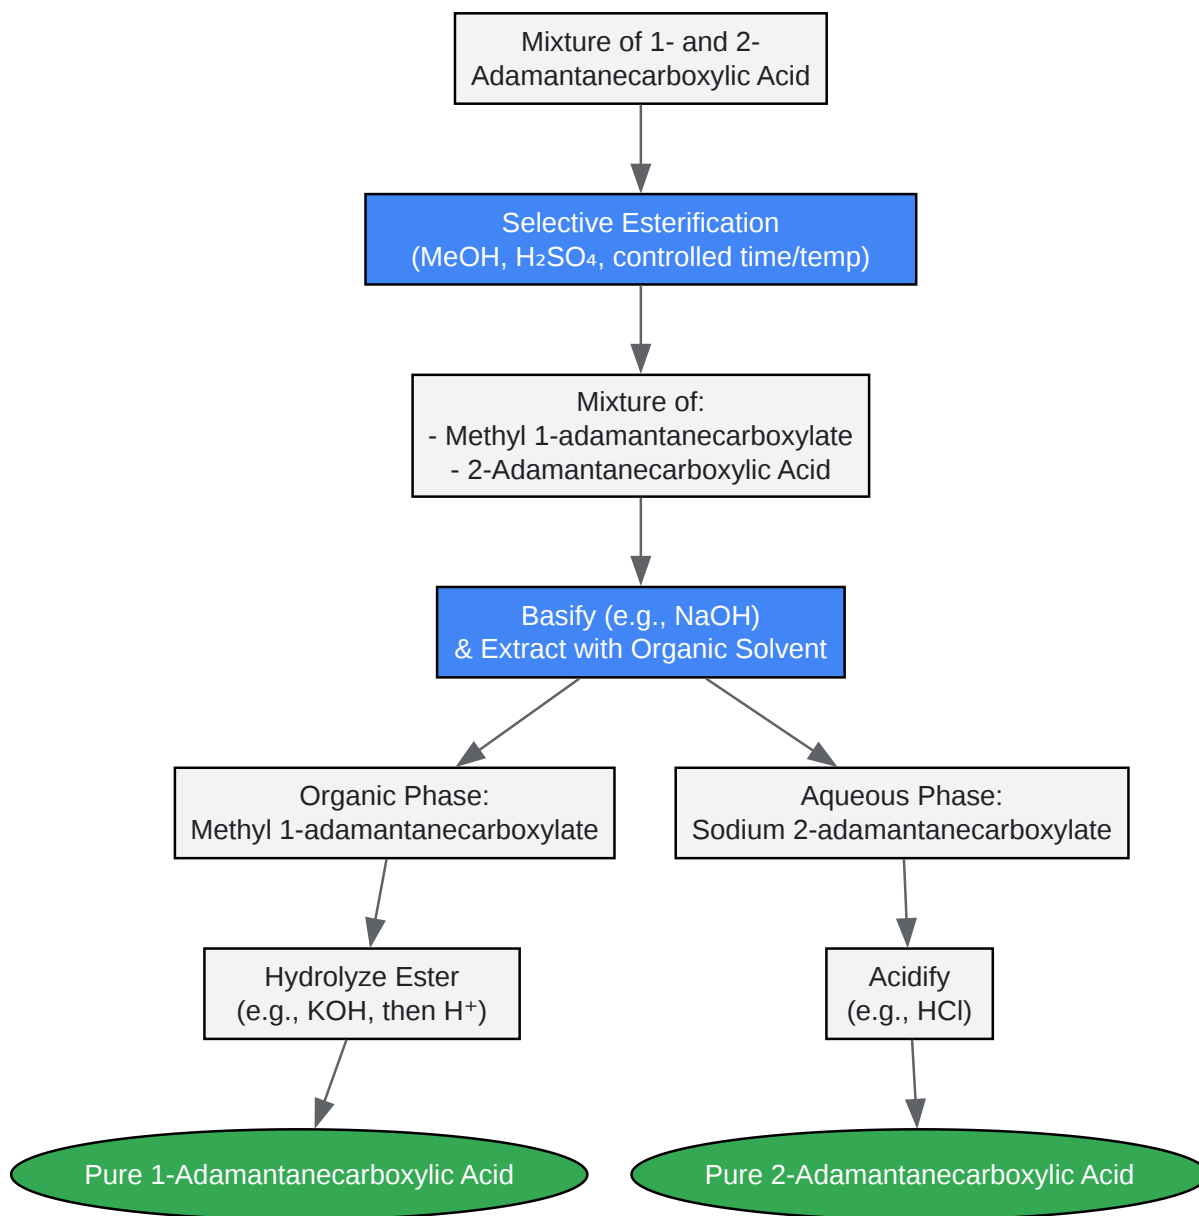 Mixture of 1- and 2-
Adamantanecarboxylic Acid
Selective Esterification
(MeOH, H₂SO₄, controlled time/temp)
Mixture of:
- Methyl 1-adamantanecarboxylate
- 2-Adamantanecarboxylic Acid
Basify (e.g., NaOH)
& Extract with Organic Solvent
Organic Phase:
Methyl 1-adamantanecarboxylate
Aqueous Phase:
Sodium 2-adamantanecarboxylate
Hydrolyze Ester
(e.g., KOH, then H⁺)
Acidify
(e.g., HCl)
Pure 1-Adamantanecarboxylic Acid
Pure 2-Adamantanecarboxylic Acid